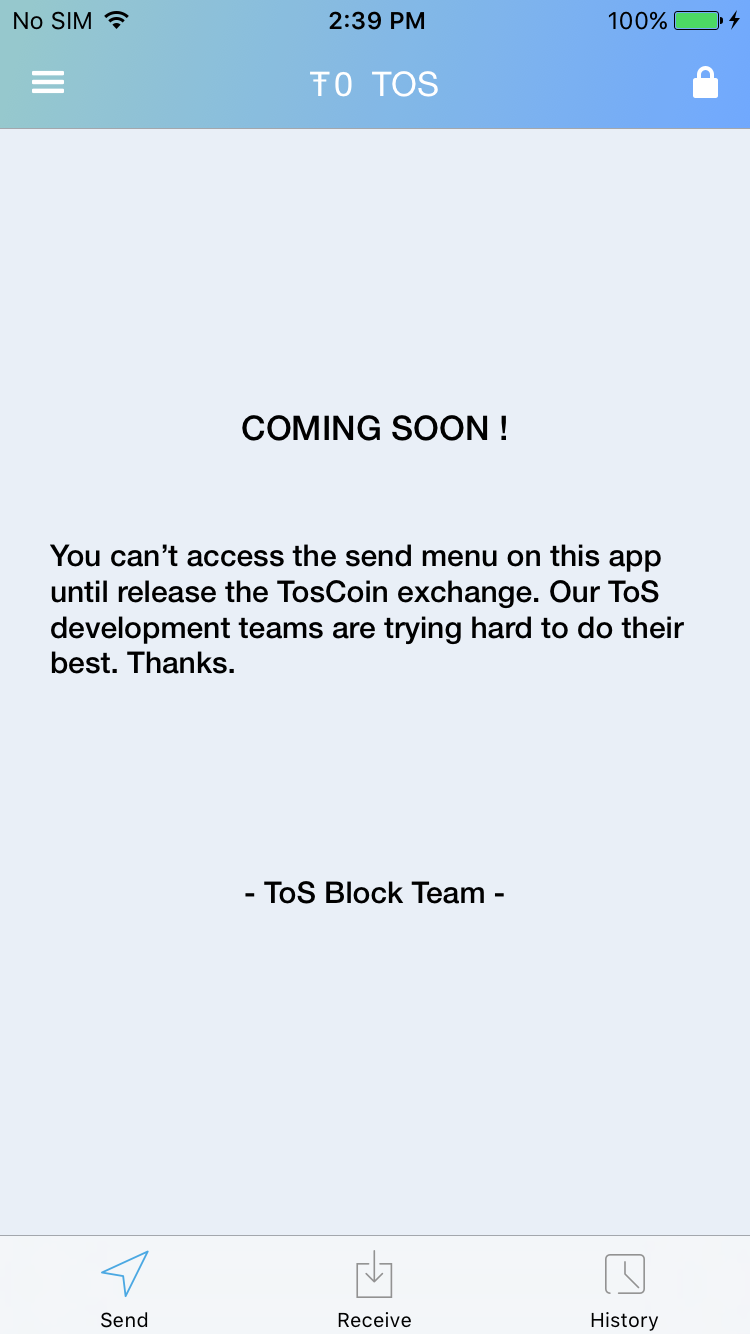 No SIM 2:39 PM 100%
Ŧ0 TOS
COMING SOON !
You can’t access the send menu on this app
until release the TosCoin exchange. Our ToS
development teams are trying hard to do their
best. Thanks.
- ToS Block Team -
Send Receive History